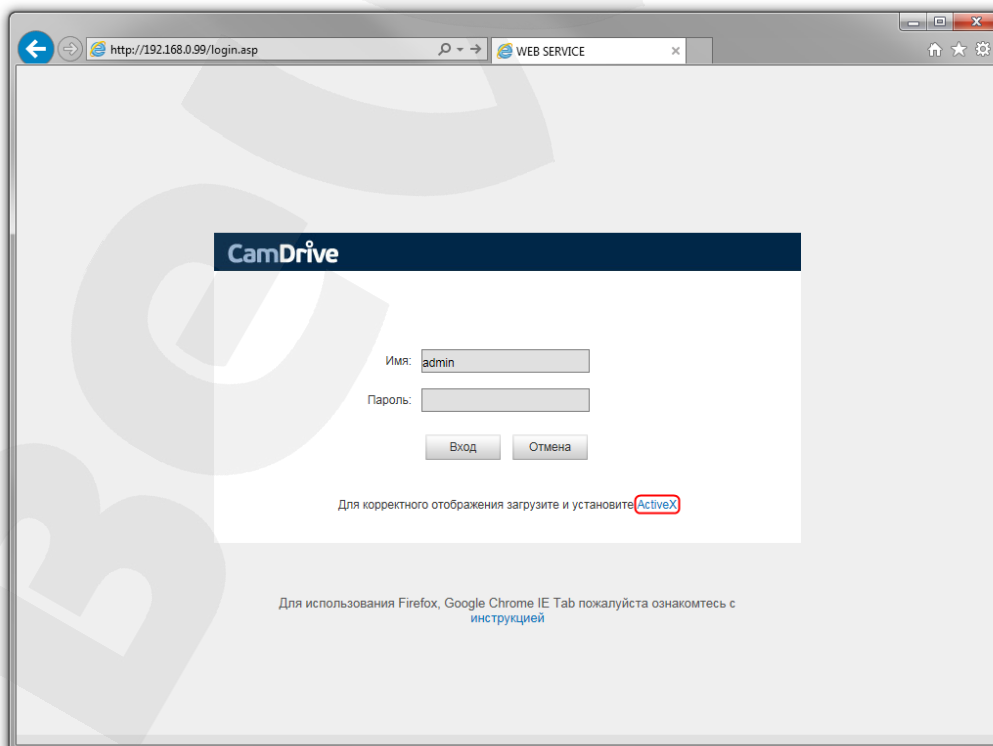 http://192.168.0.99/login.asp
WEB SERVICE
CamDrive
Имя: admin
Пароль:
Вход Отмена
Для корректного отображения загрузите и установите ActiveX
Для использования Firefox, Google Chrome IE Tab пожалуйста ознакомтесь с
инструкцией